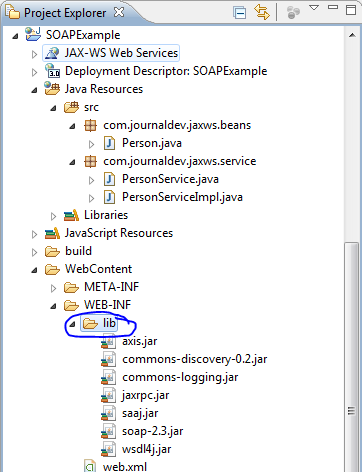 Project Explorer
SOAPExample
JAX-WS Web Services
Deployment Descriptor: SOAPExample
3.0
Java Resources
src
com.journaldev.jaxws.beans
Person.java
com.journaldev.jaxws.service
PersonService.java
PersonServiceImpl.java
Libraries
JavaScript Resources
build
WebContent
META-INF
WEB-INF
lib
axis.jar
commons-discovery-0.2.jar
commons-logging.jar
jaxrpc.jar
saaj.jar
soap-2.3.jar
wsdl4j.jar
web.xml